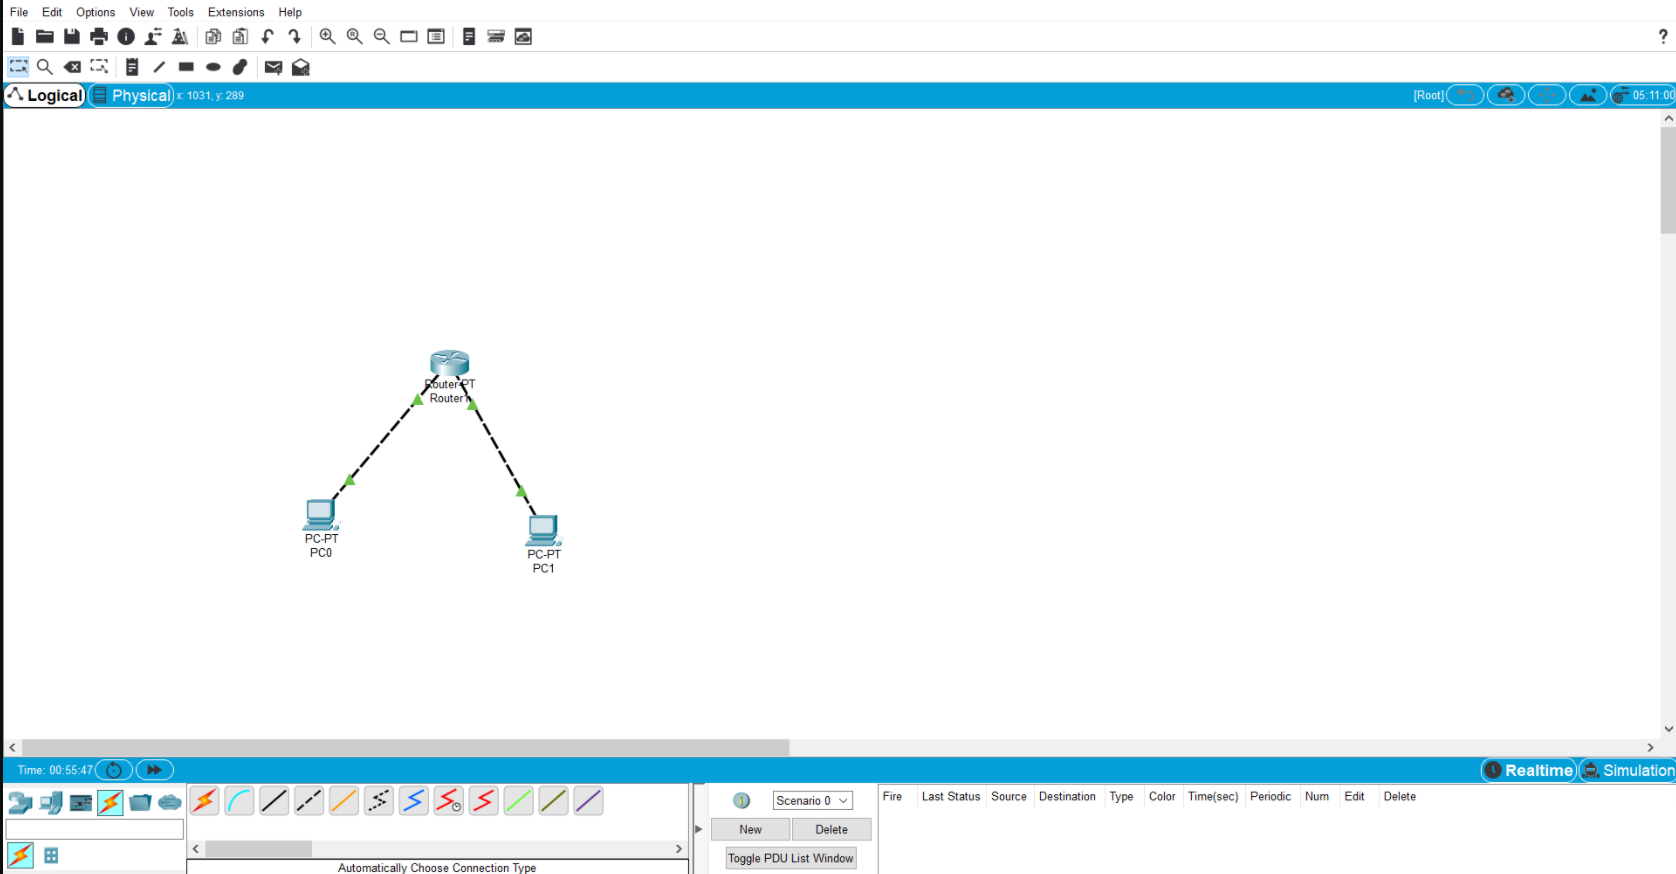 File Edit Options View Tools Extensions Help
?
Logical Physical x: 1031, y: 289 [Root] 05:11:00
Router-PT
Router1
PC-PT
PC0
PC-PT
PC1
Time: 00:55:47 Realtime Simulation
Scenario 0
Fire Last Status Source Destination Type Color Time(sec) Periodic Num Edit Delete
New Delete
Toggle PDU List Window
Automatically Choose Connection Type